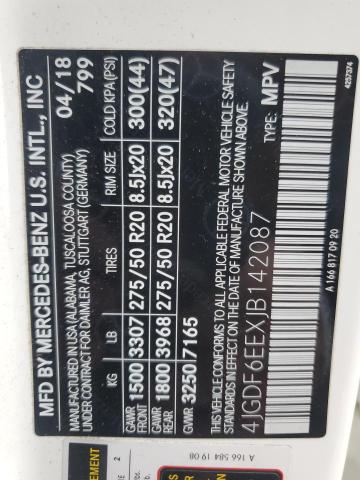 MFD BY MERCEDES-BENZ U.S. INTL., INC
MANUFACTURED IN USA (ALABAMA, TUSCALOOSA COUNTY)
UNDER CONTRACT FOR DAIMLER AG, STUTTGART (GERMANY)
04/18
799
KG LB TIRES RIM SIZE COLD KPA(PSI)
GAWR FRONT 1500 3307 275/50 R20 8.5Jx20 300(44)
GAWR REAR 1800 3968 275/50 R20 8.5Jx20 320(47)
GVWR 3250 7165
THIS VEHICLE CONFORMS TO ALL APPLICABLE FEDERAL MOTOR VEHICLE SAFETY
STANDARDS IN EFFECT ON THE DATE OF MANUFACTURE SHOWN ABOVE.
4JGDF6EEXJB142087 TYPE: MPV
A 166 817 09 20
4257374
A 166 584 19 08
2